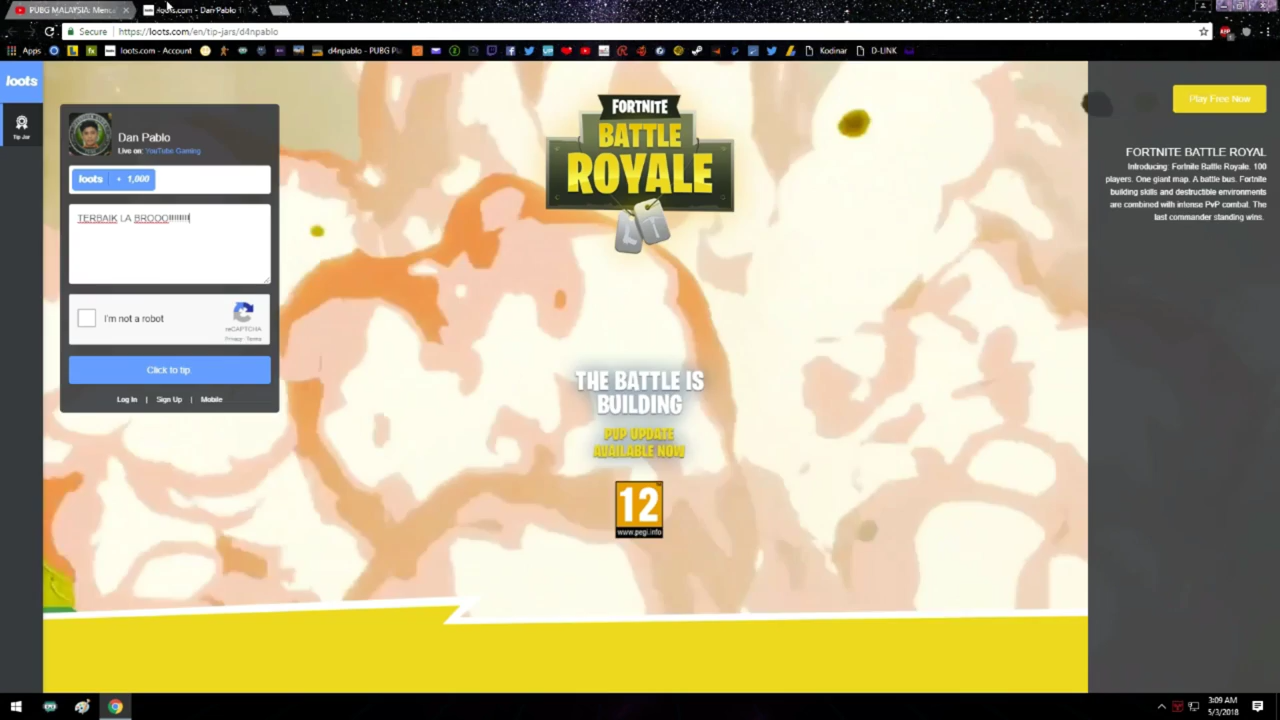 PUBG MALAYSIA: Menca
loots.com - Dan Pablo T
Secure
https://loots.com/en/tip-jars/d4npablo
Apps
loots.com - Account
d4npablo - PUBG Pl
Kodinar
D-LINK
loots
Tip Jar
Dan Pablo
Live on: YouTube Gaming
loots + 1,000
TERBAIK LA BROOO!!!!!!!!!
I'm not a robot
reCAPTCHA
Privacy - Terms
Click to tip
Log In | Sign Up | Mobile
FORTNITE
BATTLE
ROYALE
THE BATTLE IS
BUILDING
PVP UPDATE
AVAILABLE NOW
12
www.pegi.info
Play Free Now
FORTNITE BATTLE ROYAL
Introducing: Fortnite Battle Royale. 100
players. One giant map. A battle bus. Fortnite
building skills and destructible environments
are combined with intense PvP combat. The
last commander standing wins.
3:09 AM
5/3/2018